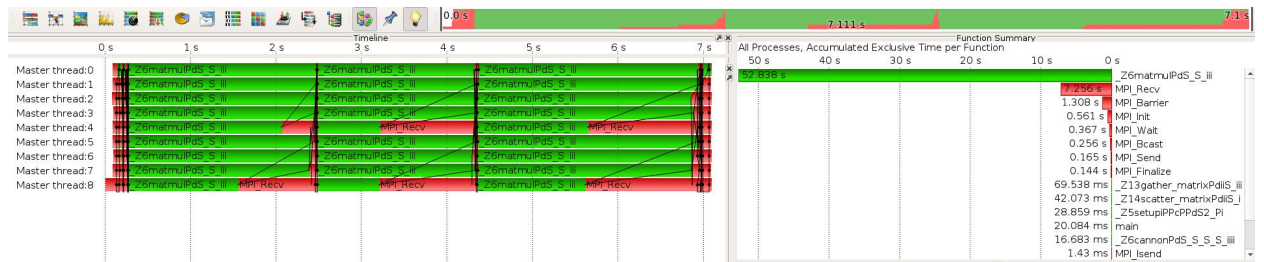 0.0 s 7.111 s 7.1 s
Timeline
0 s 1 s 2 s 3 s 4 s 5 s 6 s 7 s
Master thread:0 _Z6matmulPdS_S_iii _Z6matmulPdS_S_iii _Z6matmulPdS_S_iii
Master thread:1 _Z6matmulPdS_S_iii _Z6matmulPdS_S_iii _Z6matmulPdS_S_iii
Master thread:2 _Z6matmulPdS_S_iii _Z6matmulPdS_S_iii _Z6matmulPdS_S_iii
Master thread:3 _Z6matmulPdS_S_iii _Z6matmulPdS_S_iii _Z6matmulPdS_S_iii
Master thread:4 _Z6matmulPdS_S_iii _Z6matmulPdS_S_iii MPI_Recv _Z6matmulPdS_S_iii MPI_Recv
Master thread:5 _Z6matmulPdS_S_iii _Z6matmulPdS_S_iii _Z6matmulPdS_S_iii
Master thread:6 _Z6matmulPdS_S_iii _Z6matmulPdS_S_iii _Z6matmulPdS_S_iii
Master thread:7 _Z6matmulPdS_S_iii _Z6matmulPdS_S_iii _Z6matmulPdS_S_iii
Master thread:8 _Z6matmulPdS_S_iii MPI_Recv _Z6matmulPdS_S_iii MPI_Recv _Z6matmulPdS_S_iii MPI_Recv
Function Summary
All Processes, Accumulated Exclusive Time per Function
50 s 40 s 30 s 20 s 10 s 0 s
52.838 s _Z6matmulPdS_S_iii
7.256 s MPI_Recv
1.308 s MPI_Barrier
0.561 s MPI_Init
0.367 s MPI_Wait
0.256 s MPI_Bcast
0.165 s MPI_Send
0.144 s MPI_Finalize
69.538 ms _Z13gather_matrixPdiiS_iii
42.073 ms _Z14scatter_matrixPdiiS_i
28.859 ms _Z5setupiPPcPPdS2_Pi
20.084 ms main
16.683 ms _Z6cannonPdS_S_S_S_iii
1.43 ms MPI_Isend